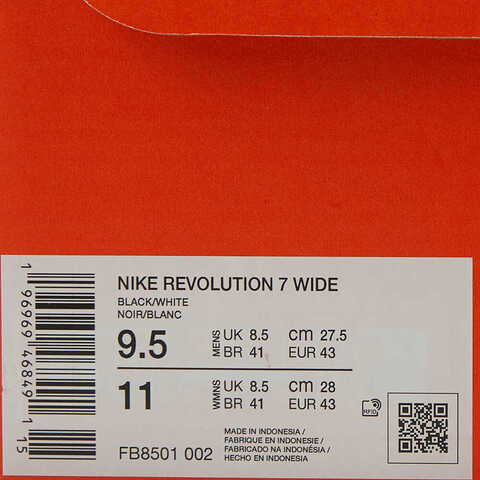 NIKE REVOLUTION 7 WIDE
BLACK/WHITE
NOIR/BLANC
9.5 MENS UK 8.5 cm 27.5
BR 41 EUR 43
11 WMNS UK 8.5 cm 28
BR 41 EUR 43
RFID
FB8501 002
MADE IN INDONESIA /
FABRIQUE EN INDONESIE /
FABRICADO NA INDONÉSIA /
HECHO EN INDONESIA
1 96969 46849 1 15